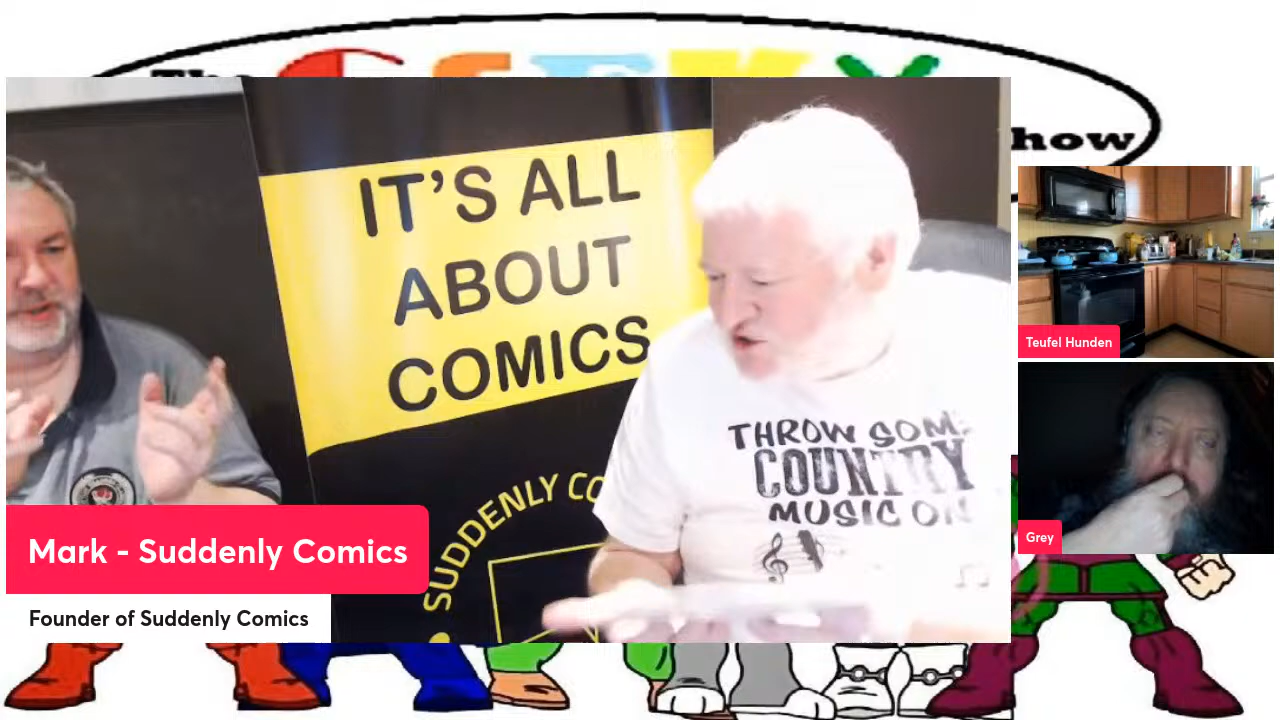 The
how
IT'S ALL
ABOUT
COMICS
SUDDENLY CO
THROW SOM
COUNTRY
MUSIC ON
Teufel Hunden
Grey
Mark - Suddenly Comics
Founder of Suddenly Comics